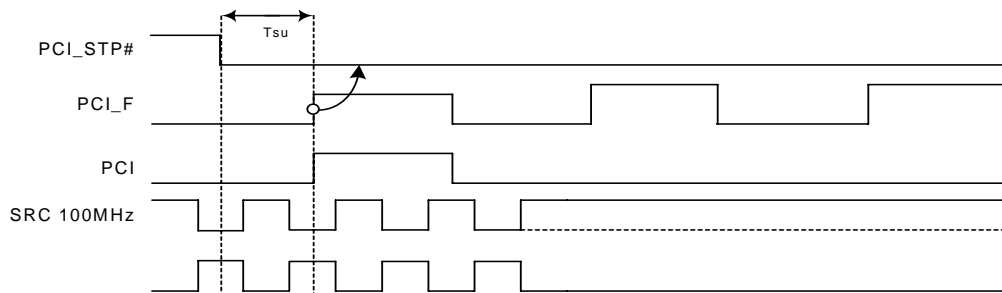 Tsu
PCI_STP#
PCI_F
PCI
SRC 100MHz